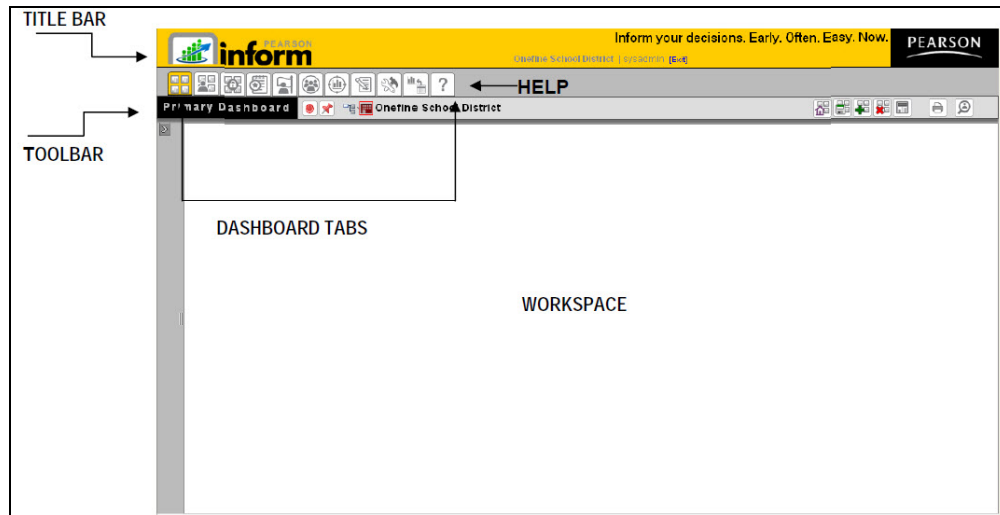 TITLE BAR
Inform your decisions. Early. Often. Easy. Now.
PEARSON
PEARSON
inform
Onefine School District | sysadmin [Exit]
?
HELP
Primary Dashboard
Onefine School District
TOOLBAR
DASHBOARD TABS
WORKSPACE